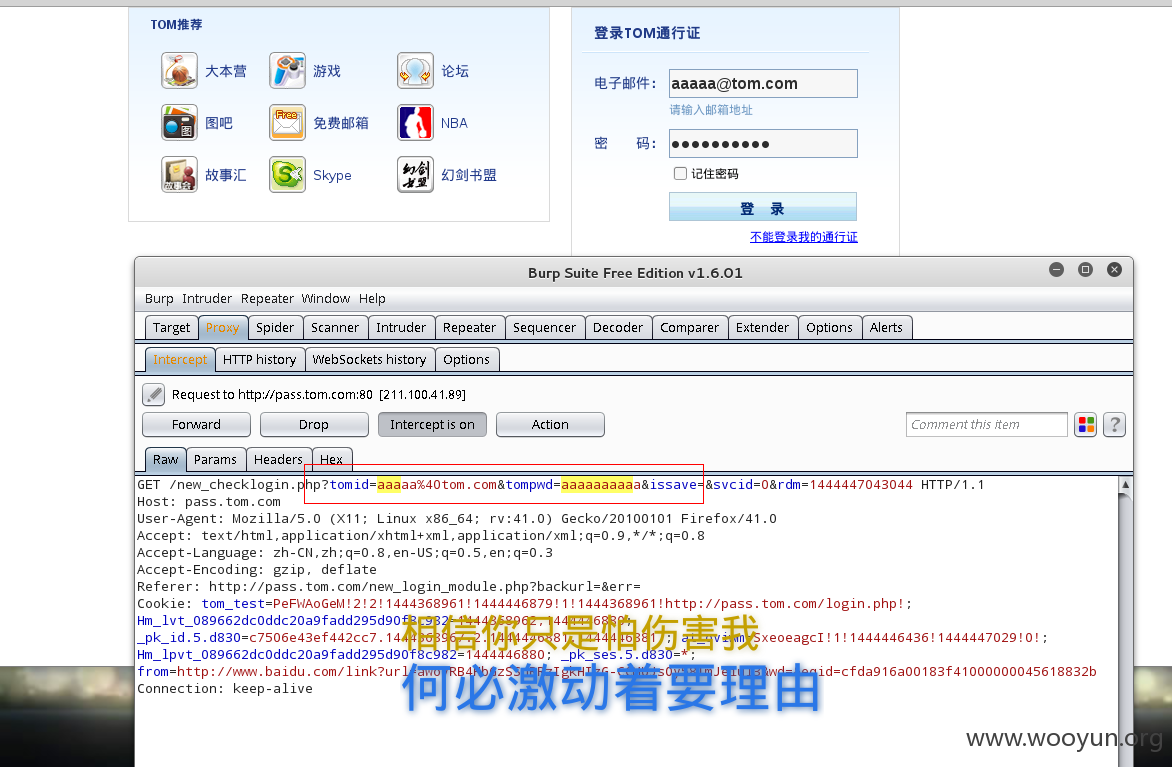 TOM推荐
大本营 游戏 论坛
图吧 免费邮箱 NBA
故事汇 Skype 幻剑书盟
登录TOM通行证
电子邮件: aaaaa@tom.com
请输入邮箱地址
密 码: ●●●●●●●●●●
记住密码
登 录
不能登录我的通行证
Burp Suite Free Edition v1.6.01
Burp Intruder Repeater Window Help
Target Proxy Spider Scanner Intruder Repeater Sequencer Decoder Comparer Extender Options Alerts
Intercept HTTP history WebSockets history Options
Request to http://pass.tom.com:80 [211.100.41.89]
Forward Drop Intercept is on Action Comment this item ?
Raw Params Headers Hex
GET /new_checklogin.php?tomid=aaaaa%40tom.com&tompwd=aaaaaaaaaa&issave=&svcid=0&rdm=1444447043044 HTTP/1.1
Host: pass.tom.com
User-Agent: Mozilla/5.0 (X11; Linux x86_64; rv:41.0) Gecko/20100101 Firefox/41.0
Accept: text/html,application/xhtml+xml,application/xml;q=0.9,*/*;q=0.8
Accept-Language: zh-CN,zh;q=0.8,en-US;q=0.5,en;q=0.3
Accept-Encoding: gzip, deflate
Referer: http://pass.tom.com/new_login_module.php?backurl=&err=
Cookie: tom_test=PeFWAoGeM!2!2!1444368961!1444446879!1!1444368961!http://pass.tom.com/login.php!;
Hm_lvt_089662dc0ddc20a9fadd295d90f8c982=1444368962,
_pk_id.5.d830=c7506e43ef442cc7. !1!1444446436!1444447029!0!;
Hm_lpvt_089662dc0ddc20a9fadd295d90f8c982=1444446880; _pk_ses.5.d830=*;
from=http://www.baidu.com/link?url= =cfda916a00183f41000000045618832b
Connection: keep-alive
相信你只是怕伤害我
何必激动着要理由
www.wooyun.org